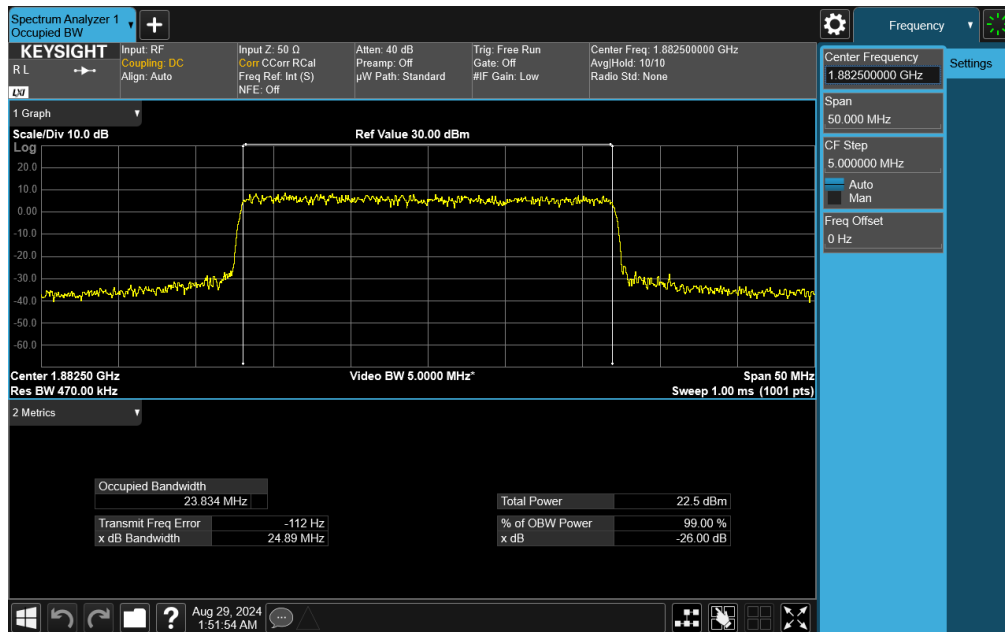 Spectrum Analyzer 1
Occupied BW
Frequency
KEYSIGHT
R L
LXI
Input: RF
Coupling: DC
Align: Auto
Input Z: 50 Ω
Corr CCorr RCal
Freq Ref: Int (S)
NFE: Off
Atten: 40 dB
Preamp: Off
µW Path: Standard
Trig: Free Run
Gate: Off
#IF Gain: Low
Center Freq: 1.882500000 GHz
Avg|Hold: 10/10
Radio Std: None
Center Frequency
1.882500000 GHz
Settings
Span
50.000 MHz
CF Step
5.000000 MHz
Auto
Man
Freq Offset
0 Hz
1 Graph
Scale/Div 10.0 dB
Ref Value 30.00 dBm
Log
20.0
10.0
0.00
-10.0
-20.0
-30.0
-40.0
-50.0
-60.0
Center 1.88250 GHz
Video BW 5.0000 MHz*
Span 50 MHz
Res BW 470.00 kHz
Sweep 1.00 ms (1001 pts)
2 Metrics
Occupied Bandwidth
23.834 MHz
Total Power 22.5 dBm
Transmit Freq Error -112 Hz
% of OBW Power 99.00 %
x dB Bandwidth 24.89 MHz
x dB -26.00 dB
Aug 29, 2024
1:51:54 AM